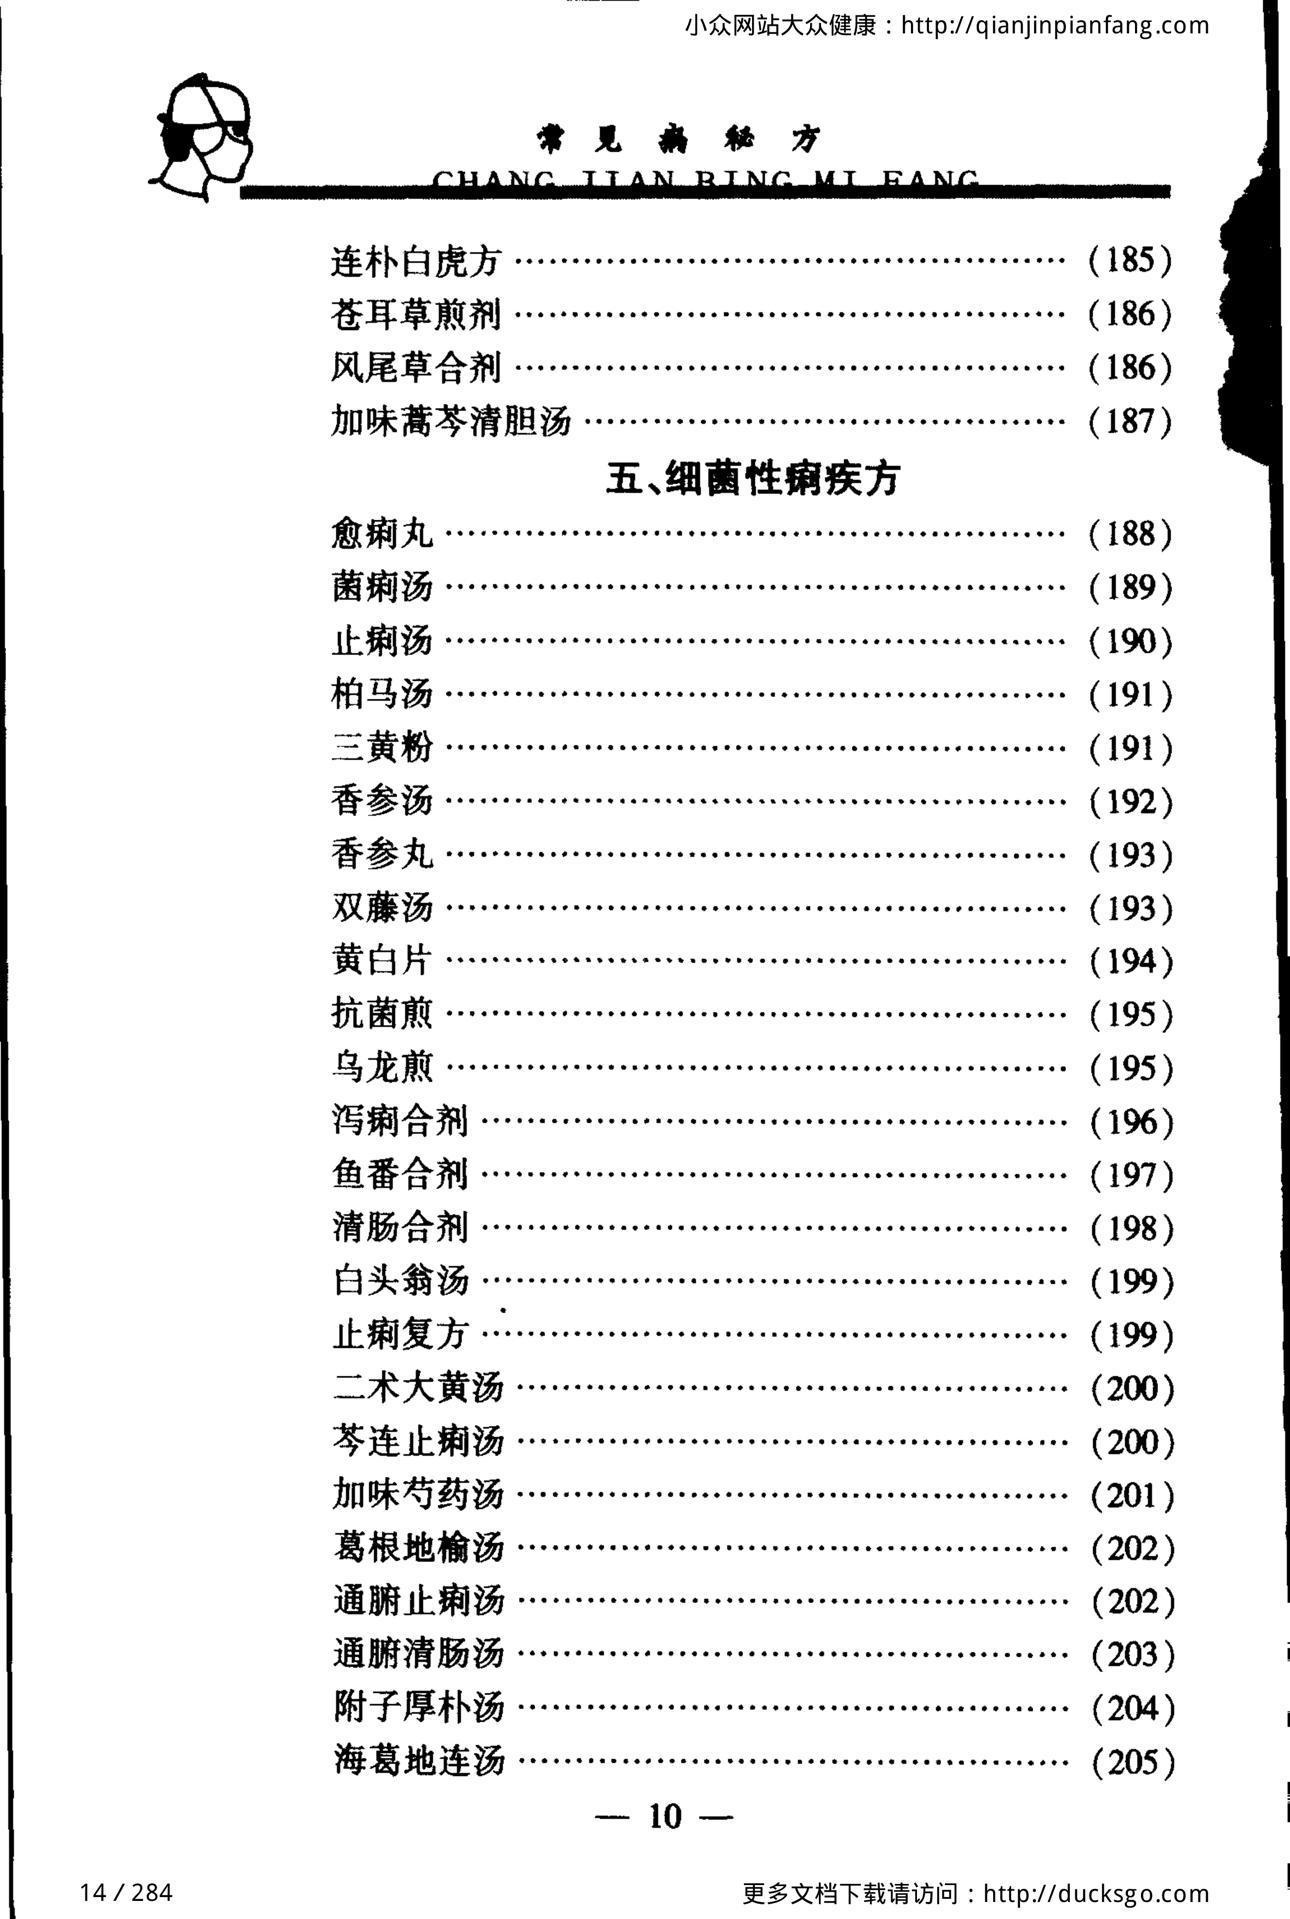 小众网站大众健康：http://qianjinpianfang.com
常见病秘方
CHANG JIAN BING MI FANG
连朴白虎方 ………………………………………… (185)
苍耳草煎剂 ………………………………………… (186)
风尾草合剂 ………………………………………… (186)
加味蒿芩清胆汤 …………………………………… (187)
五、细菌性痢疾方
愈痢丸 ……………………………………………… (188)
菌痢汤 ……………………………………………… (189)
止痢汤 ……………………………………………… (190)
柏马汤 ……………………………………………… (191)
三黄粉 ……………………………………………… (191)
香参汤 ……………………………………………… (192)
香参丸 ……………………………………………… (193)
双藤汤 ……………………………………………… (193)
黄白片 ……………………………………………… (194)
抗菌煎 ……………………………………………… (195)
乌龙煎 ……………………………………………… (195)
泻痢合剂 …………………………………………… (196)
鱼番合剂 …………………………………………… (197)
清肠合剂 …………………………………………… (198)
白头翁汤 …………………………………………… (199)
止痢复方 …………………………………………… (199)
二术大黄汤 ………………………………………… (200)
芩连止痢汤 ………………………………………… (200)
加味芍药汤 ………………………………………… (201)
葛根地榆汤 ………………………………………… (202)
通腑止痢汤 ………………………………………… (202)
通腑清肠汤 ………………………………………… (203)
附子厚朴汤 ………………………………………… (204)
海葛地连汤 ………………………………………… (205)
— 10 —
14 / 284
更多文档下载请访问：http://ducksgo.com